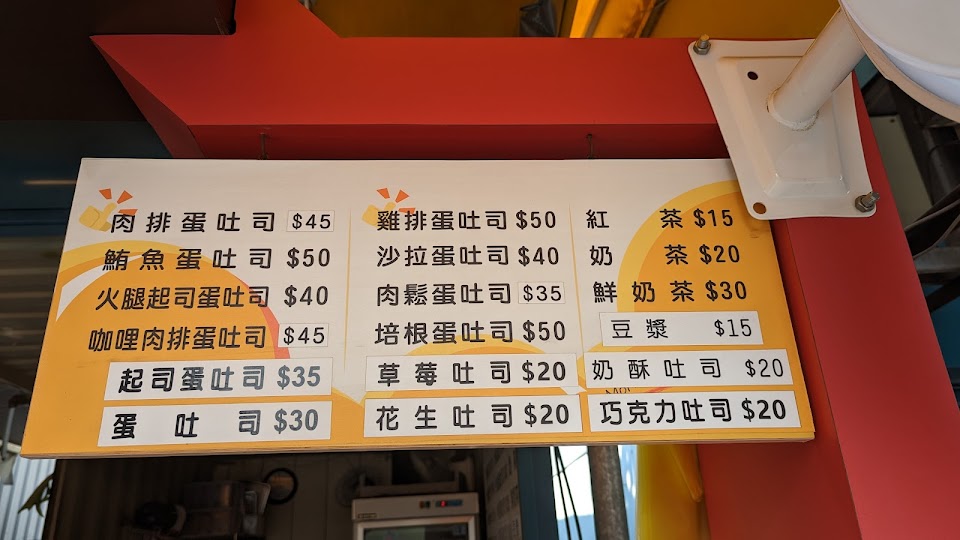 肉排蛋吐司 $45
鮪魚蛋吐司 $50
火腿起司蛋吐司 $40
咖哩肉排蛋吐司 $45
起司蛋吐司 $35
蛋吐司 $30
雞排蛋吐司 $50
沙拉蛋吐司 $40
肉鬆蛋吐司 $35
培根蛋吐司 $50
草莓吐司 $20
花生吐司 $20
紅茶 $15
奶茶 $20
鮮奶茶 $30
豆漿 $15
奶酥吐司 $20
巧克力吐司 $20